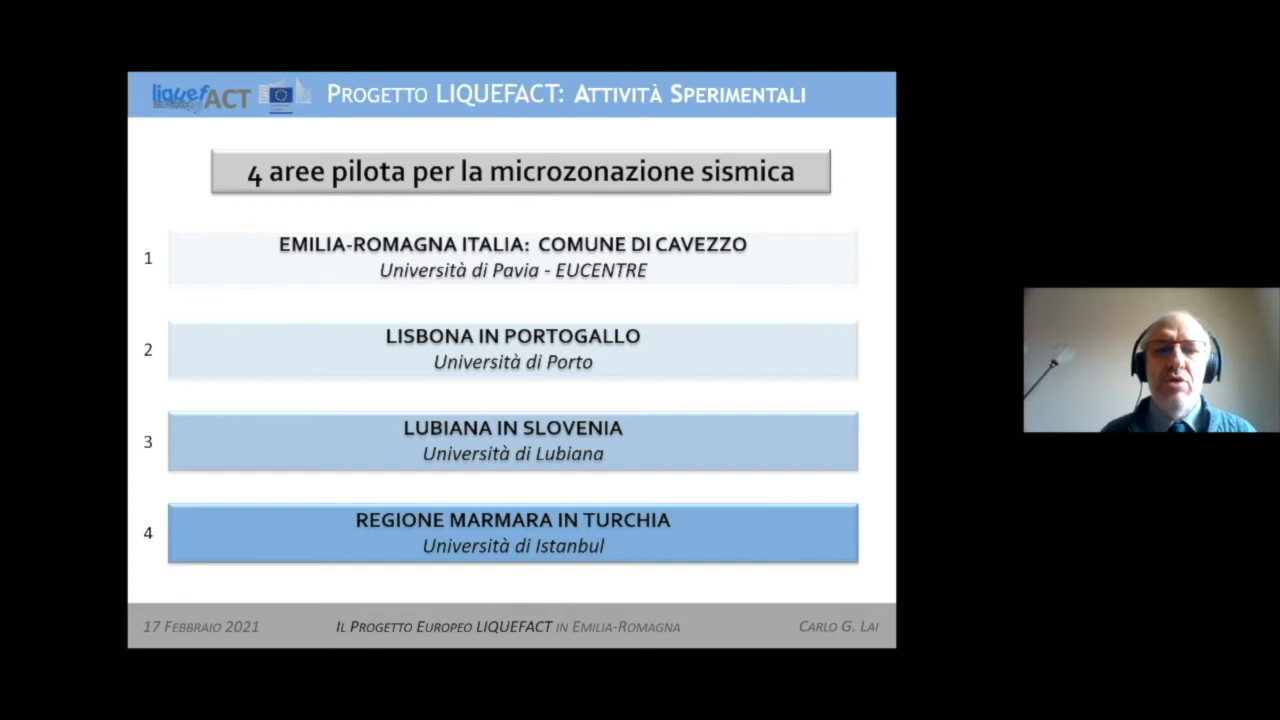 liquefACT
PROGETTO LIQUEFACT: ATTIVITÀ SPERIMENTALI
4 aree pilota per la microzonazione sismica
1
EMILIA-ROMAGNA ITALIA: COMUNE DI CAVEZZO
Università di Pavia - EUCENTRE
2
LISBONA IN PORTOGALLO
Università di Porto
3
LUBIANA IN SLOVENIA
Università di Lubiana
4
REGIONE MARMARA IN TURCHIA
Università di Istanbul
17 FEBBRAIO 2021
IL PROGETTO EUROPEO LIQUEFACT IN EMILIA-ROMAGNA
CARLO G. LAI